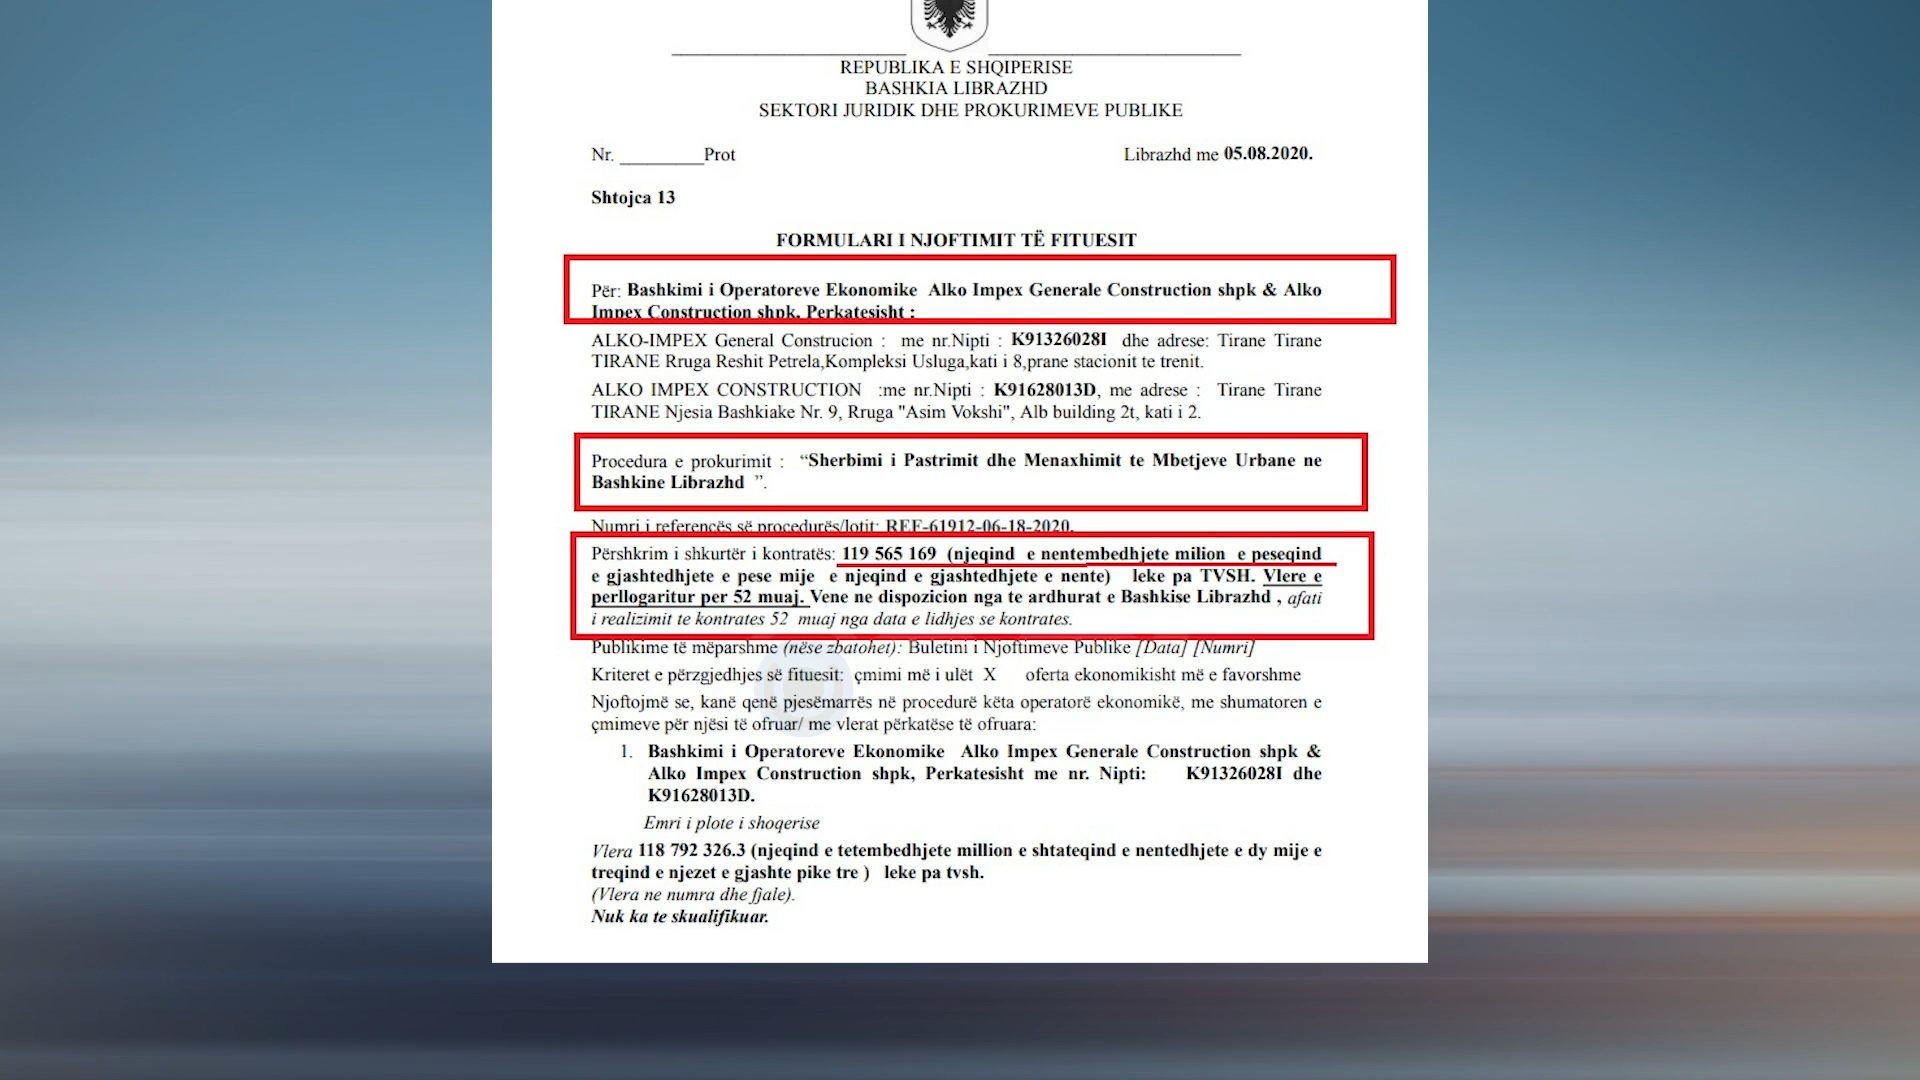 REPUBLIKA E SHQIPERISE
BASHKIA LIBRAZHD
SEKTORI JURIDIK DHE PROKURIMEVE PUBLIKE
Nr. _________Prot Librazhd me 05.08.2020.
Shtojca 13
FORMULARI I NJOFTIMIT TË FITUESIT
Për: Bashkimi i Operatoreve Ekonomike Alko Impex Generale Construction shpk & Alko
Impex Construction shpk, Perkatesisht :
ALKO-IMPEX General Construcion : me nr.Nipti : K91326028I dhe adrese: Tirane Tirane
TIRANE Rruga Reshit Petrela,Kompleksi Usluga,kati i 8,prane stacionit te trenit.
ALKO IMPEX CONSTRUCTION :me nr.Nipti : K91628013D, me adrese : Tirane Tirane
TIRANE Njesia Bashkiake Nr. 9, Rruga "Asim Vokshi", Alb building 2t, kati i 2.
Procedura e prokurimit : “Sherbimi i Pastrimit dhe Menaxhimit te Mbetjeve Urbane ne
Bashkine Librazhd ”.
Numri i referencës së procedurës/lotit: REF-61912-06-18-2020.
Përshkrim i shkurtër i kontratës: 119 565 169 (njeqind e nentembedhjete milion e peseqind
e gjashtedhjete e pese mije e njeqind e gjashtedhjete e nente) leke pa TVSH. Vlere e
perllogaritur per 52 muaj. Vene ne dispozicion nga te ardhurat e Bashkise Librazhd , afati
i realizimit te kontrates 52 muaj nga data e lidhjes se kontrates.
Publikime të mëparshme (nëse zbatohet): Buletini i Njoftimeve Publike [Data] [Numri]
Kriteret e përzgjedhjes së fituesit: çmimi më i ulët X oferta ekonomikisht më e favorshme
Njoftojmë se, kanë qenë pjesëmarrës në procedurë këta operatorë ekonomikë, me shumatoren e
çmimeve për njësi të ofruar/ me vlerat përkatëse të ofruara:
1. Bashkimi i Operatoreve Ekonomike Alko Impex Generale Construction shpk &
Alko Impex Construction shpk, Perkatesisht me nr. Nipti: K91326028I dhe
K91628013D.
Emri i plote i shoqerise
Vlera 118 792 326.3 (njeqind e tetembedhjete million e shtateqind e nentedhjete e dy mije e
treqind e njezet e gjashte pike tre ) leke pa tvsh.
(Vlera ne numra dhe fjale).
Nuk ka te skualifikuar.